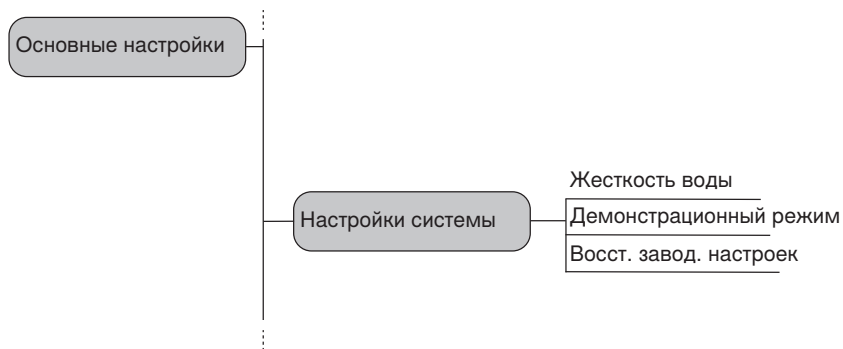 Основные настройки
Настройки системы
Жесткость воды
Демонстрационный режим
Восст. завод. настроек